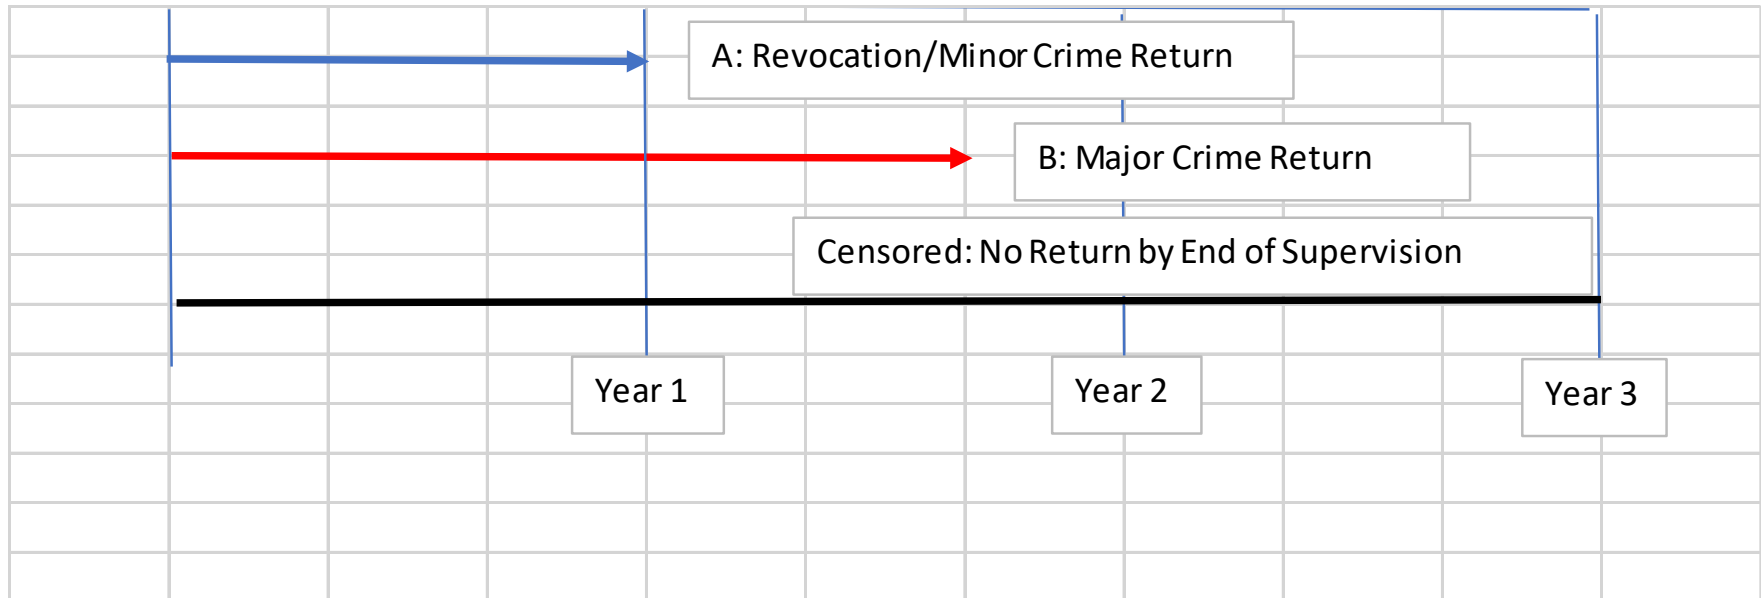 A: Revocation/Minor Crime Return
B: Major Crime Return
Censored: No Return by End of Supervision
Year 1
Year 2
Year 3